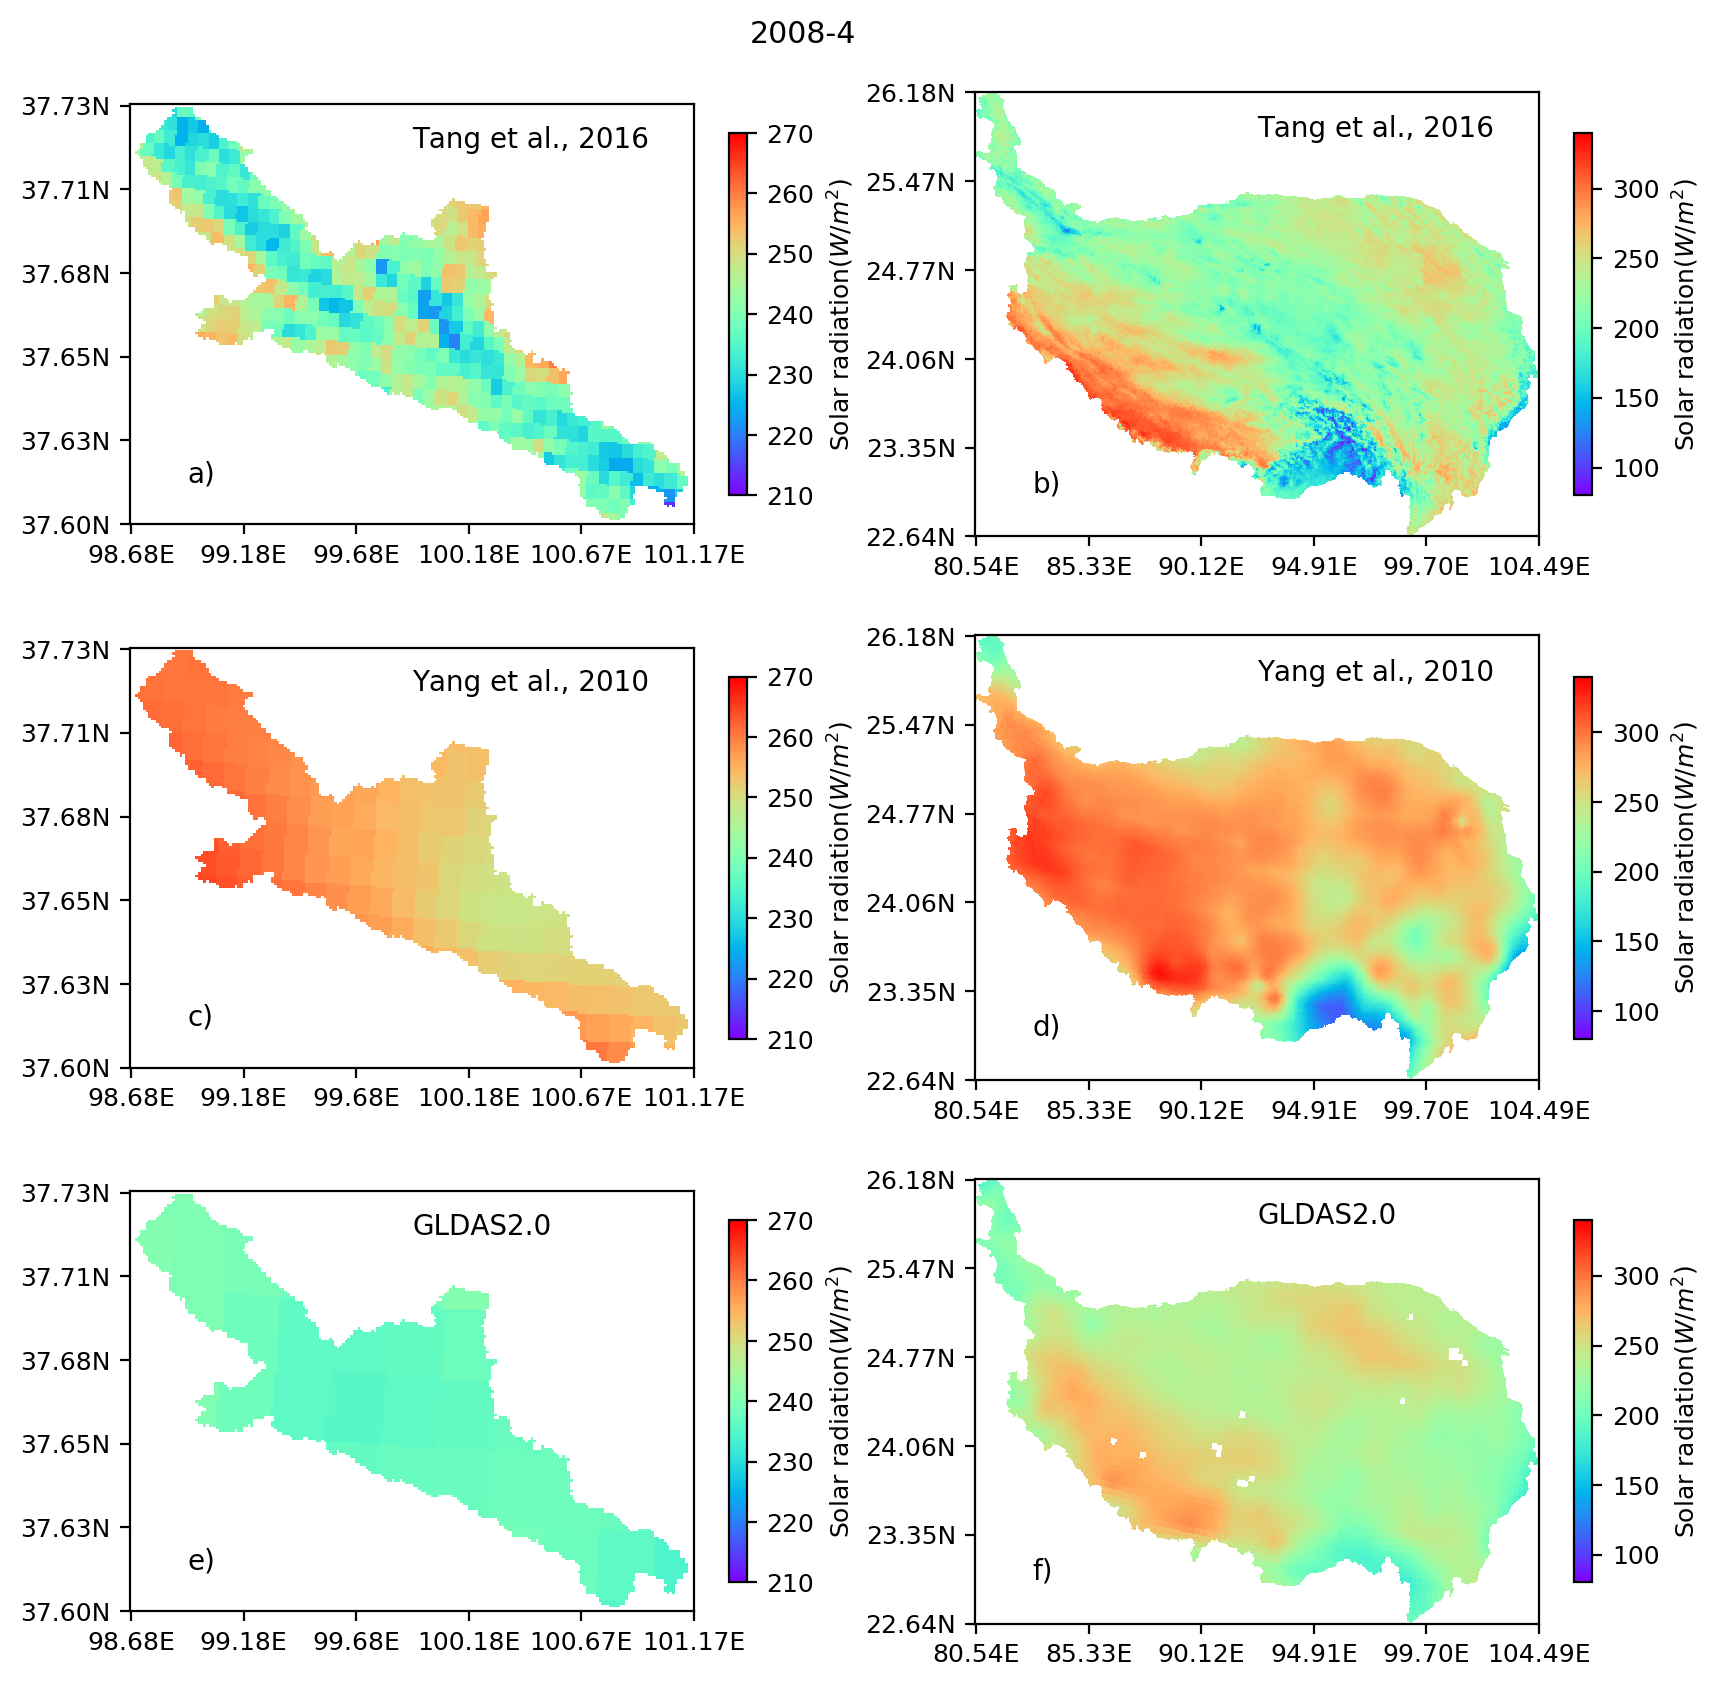 2008-4
Tang et al., 2016
a)
37.73N
37.71N
37.68N
37.65N
37.63N
37.60N
98.68E 99.18E 99.68E 100.18E 100.67E 101.17E
270
260
250
240
230
220
210
Solar radiation(W/m²)
Tang et al., 2016
b)
26.18N
25.47N
24.77N
24.06N
23.35N
22.64N
80.54E 85.33E 90.12E 94.91E 99.70E 104.49E
300
250
200
150
100
Solar radiation(W/m²)
Yang et al., 2010
c)
37.73N
37.71N
37.68N
37.65N
37.63N
37.60N
98.68E 99.18E 99.68E 100.18E 100.67E 101.17E
270
260
250
240
230
220
210
Solar radiation(W/m²)
Yang et al., 2010
d)
26.18N
25.47N
24.77N
24.06N
23.35N
22.64N
80.54E 85.33E 90.12E 94.91E 99.70E 104.49E
300
250
200
150
100
Solar radiation(W/m²)
GLDAS2.0
e)
37.73N
37.71N
37.68N
37.65N
37.63N
37.60N
98.68E 99.18E 99.68E 100.18E 100.67E 101.17E
270
260
250
240
230
220
210
Solar radiation(W/m²)
GLDAS2.0
f)
26.18N
25.47N
24.77N
24.06N
23.35N
22.64N
80.54E 85.33E 90.12E 94.91E 99.70E 104.49E
300
250
200
150
100
Solar radiation(W/m²)